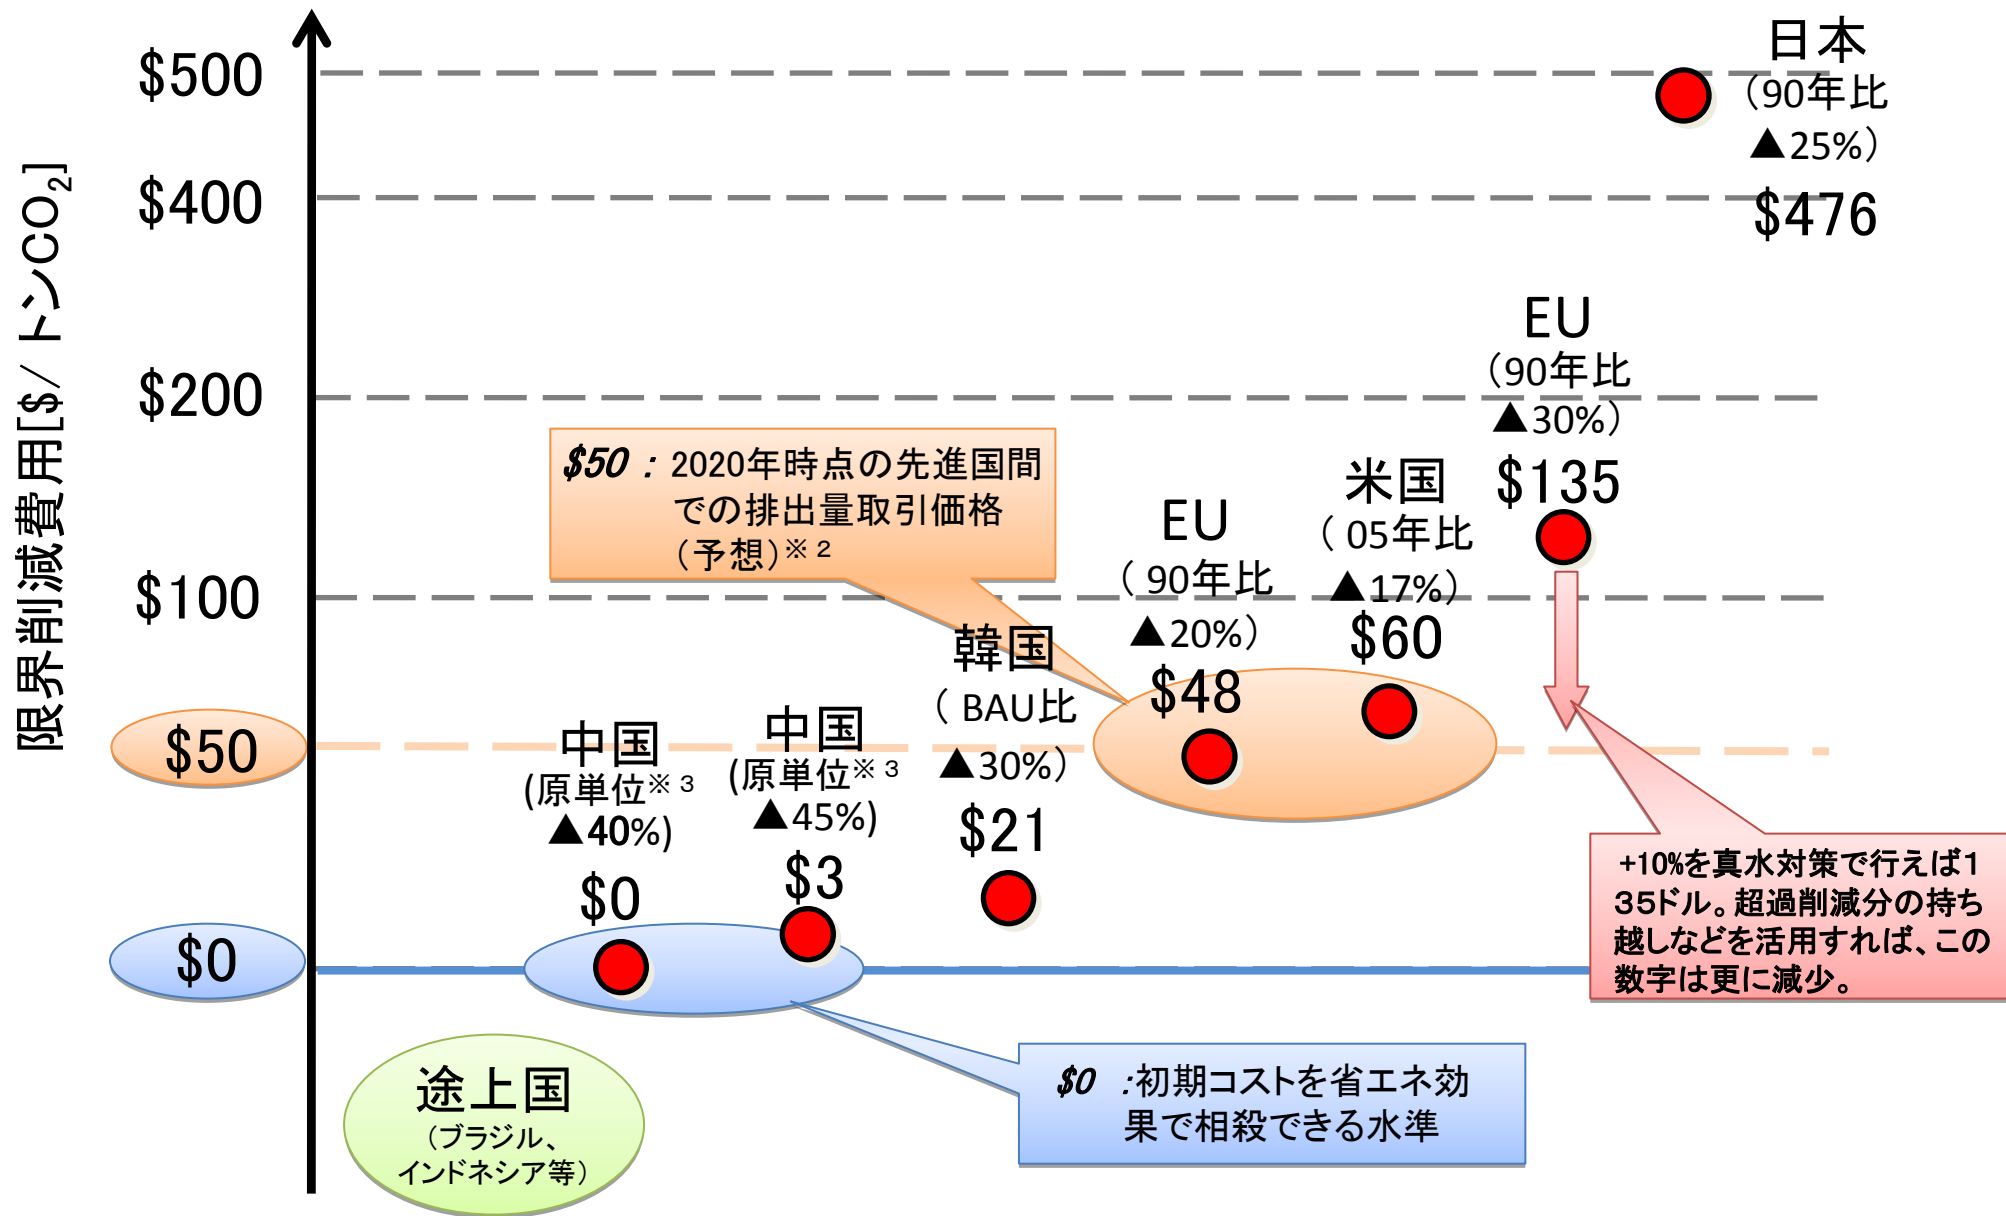 限界削減費用[$/トンCO₂]
$500
$400
$200
$100
$50
$0
日本
（90年比
▲25%）
$476
EU
（90年比
▲30%）
$135
米国
（ 05年比
▲17%）
$60
EU
（ 90年比
▲20%）
$48
$50 ： 2020年時点の先進国間
での排出量取引価格
（予想）※２
韓国
（ BAU比
▲30%）
$21
中国
(原単位※３
▲45%)
$3
中国
(原単位※３
▲40%)
$0
+10%を真水対策で行えば１
３５ドル。超過削減分の持ち
越しなどを活用すれば、この
数字は更に減少。
$0 ：初期コストを省エネ効
果で相殺できる水準
途上国
（ブラジル、
インドネシア等）